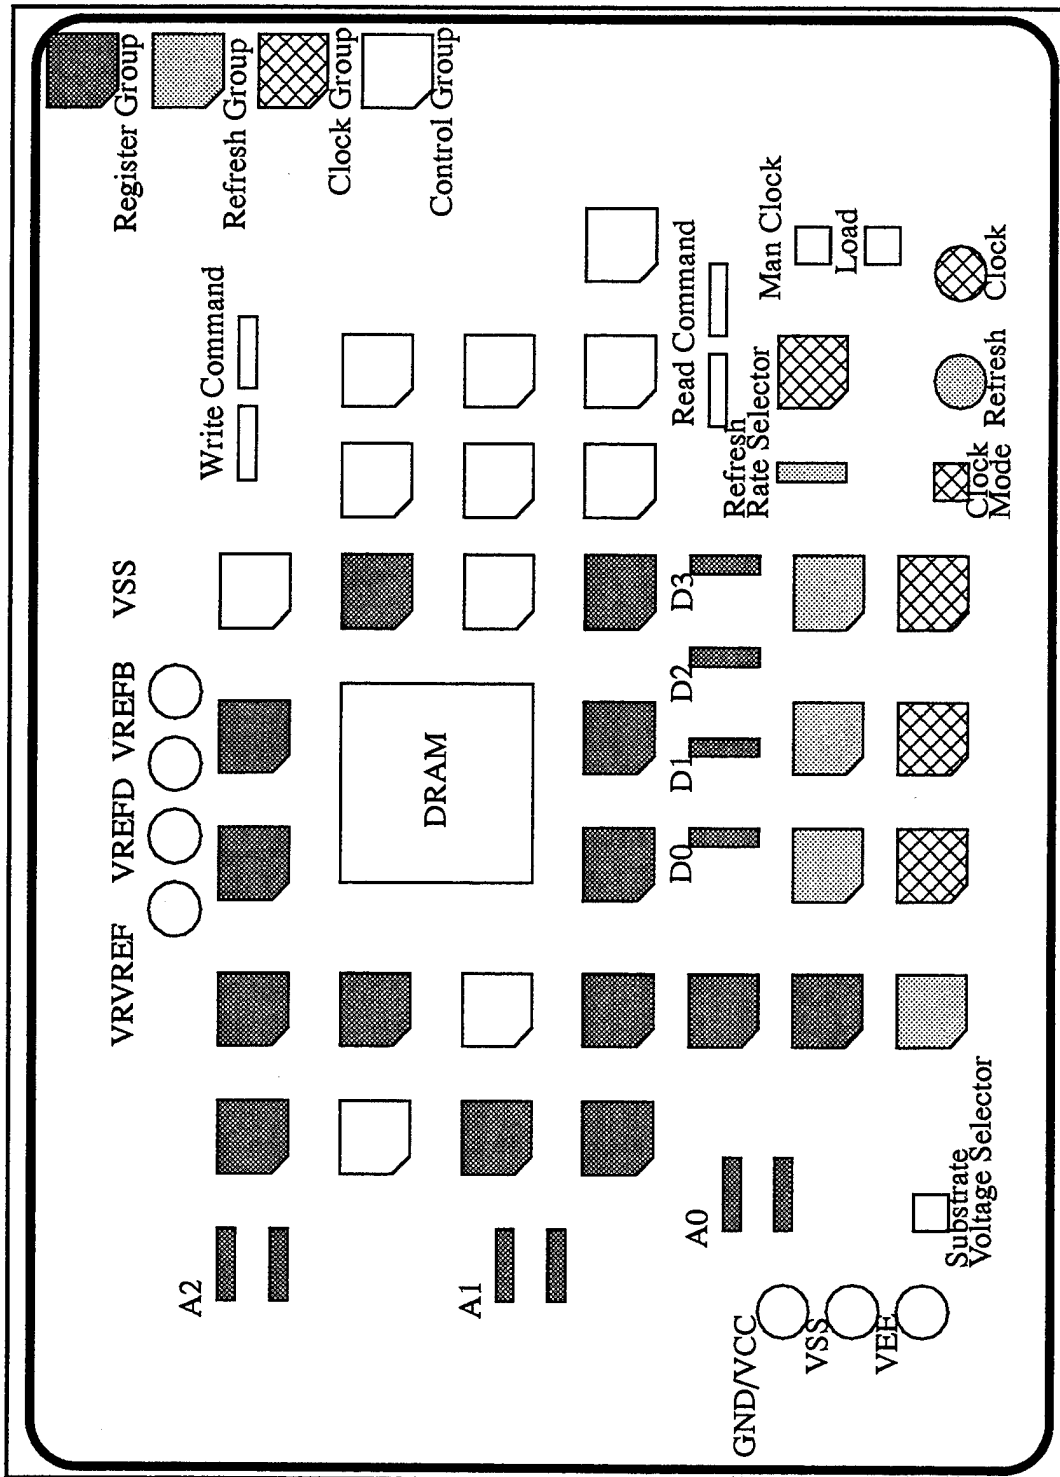 Register Group
Refresh Group
Clock Group
Control Group
Write Command
VSS
VREFB
VREFD
VRVREF
A2
DRAM
A1
Read Command
Refresh
Rate Selector
Man Clock
Load
D3
D2
D1
D0
A0
Clock
Refresh
Clock
Mode
Substrate
Voltage Selector
GND/VCC
VSS
VEE